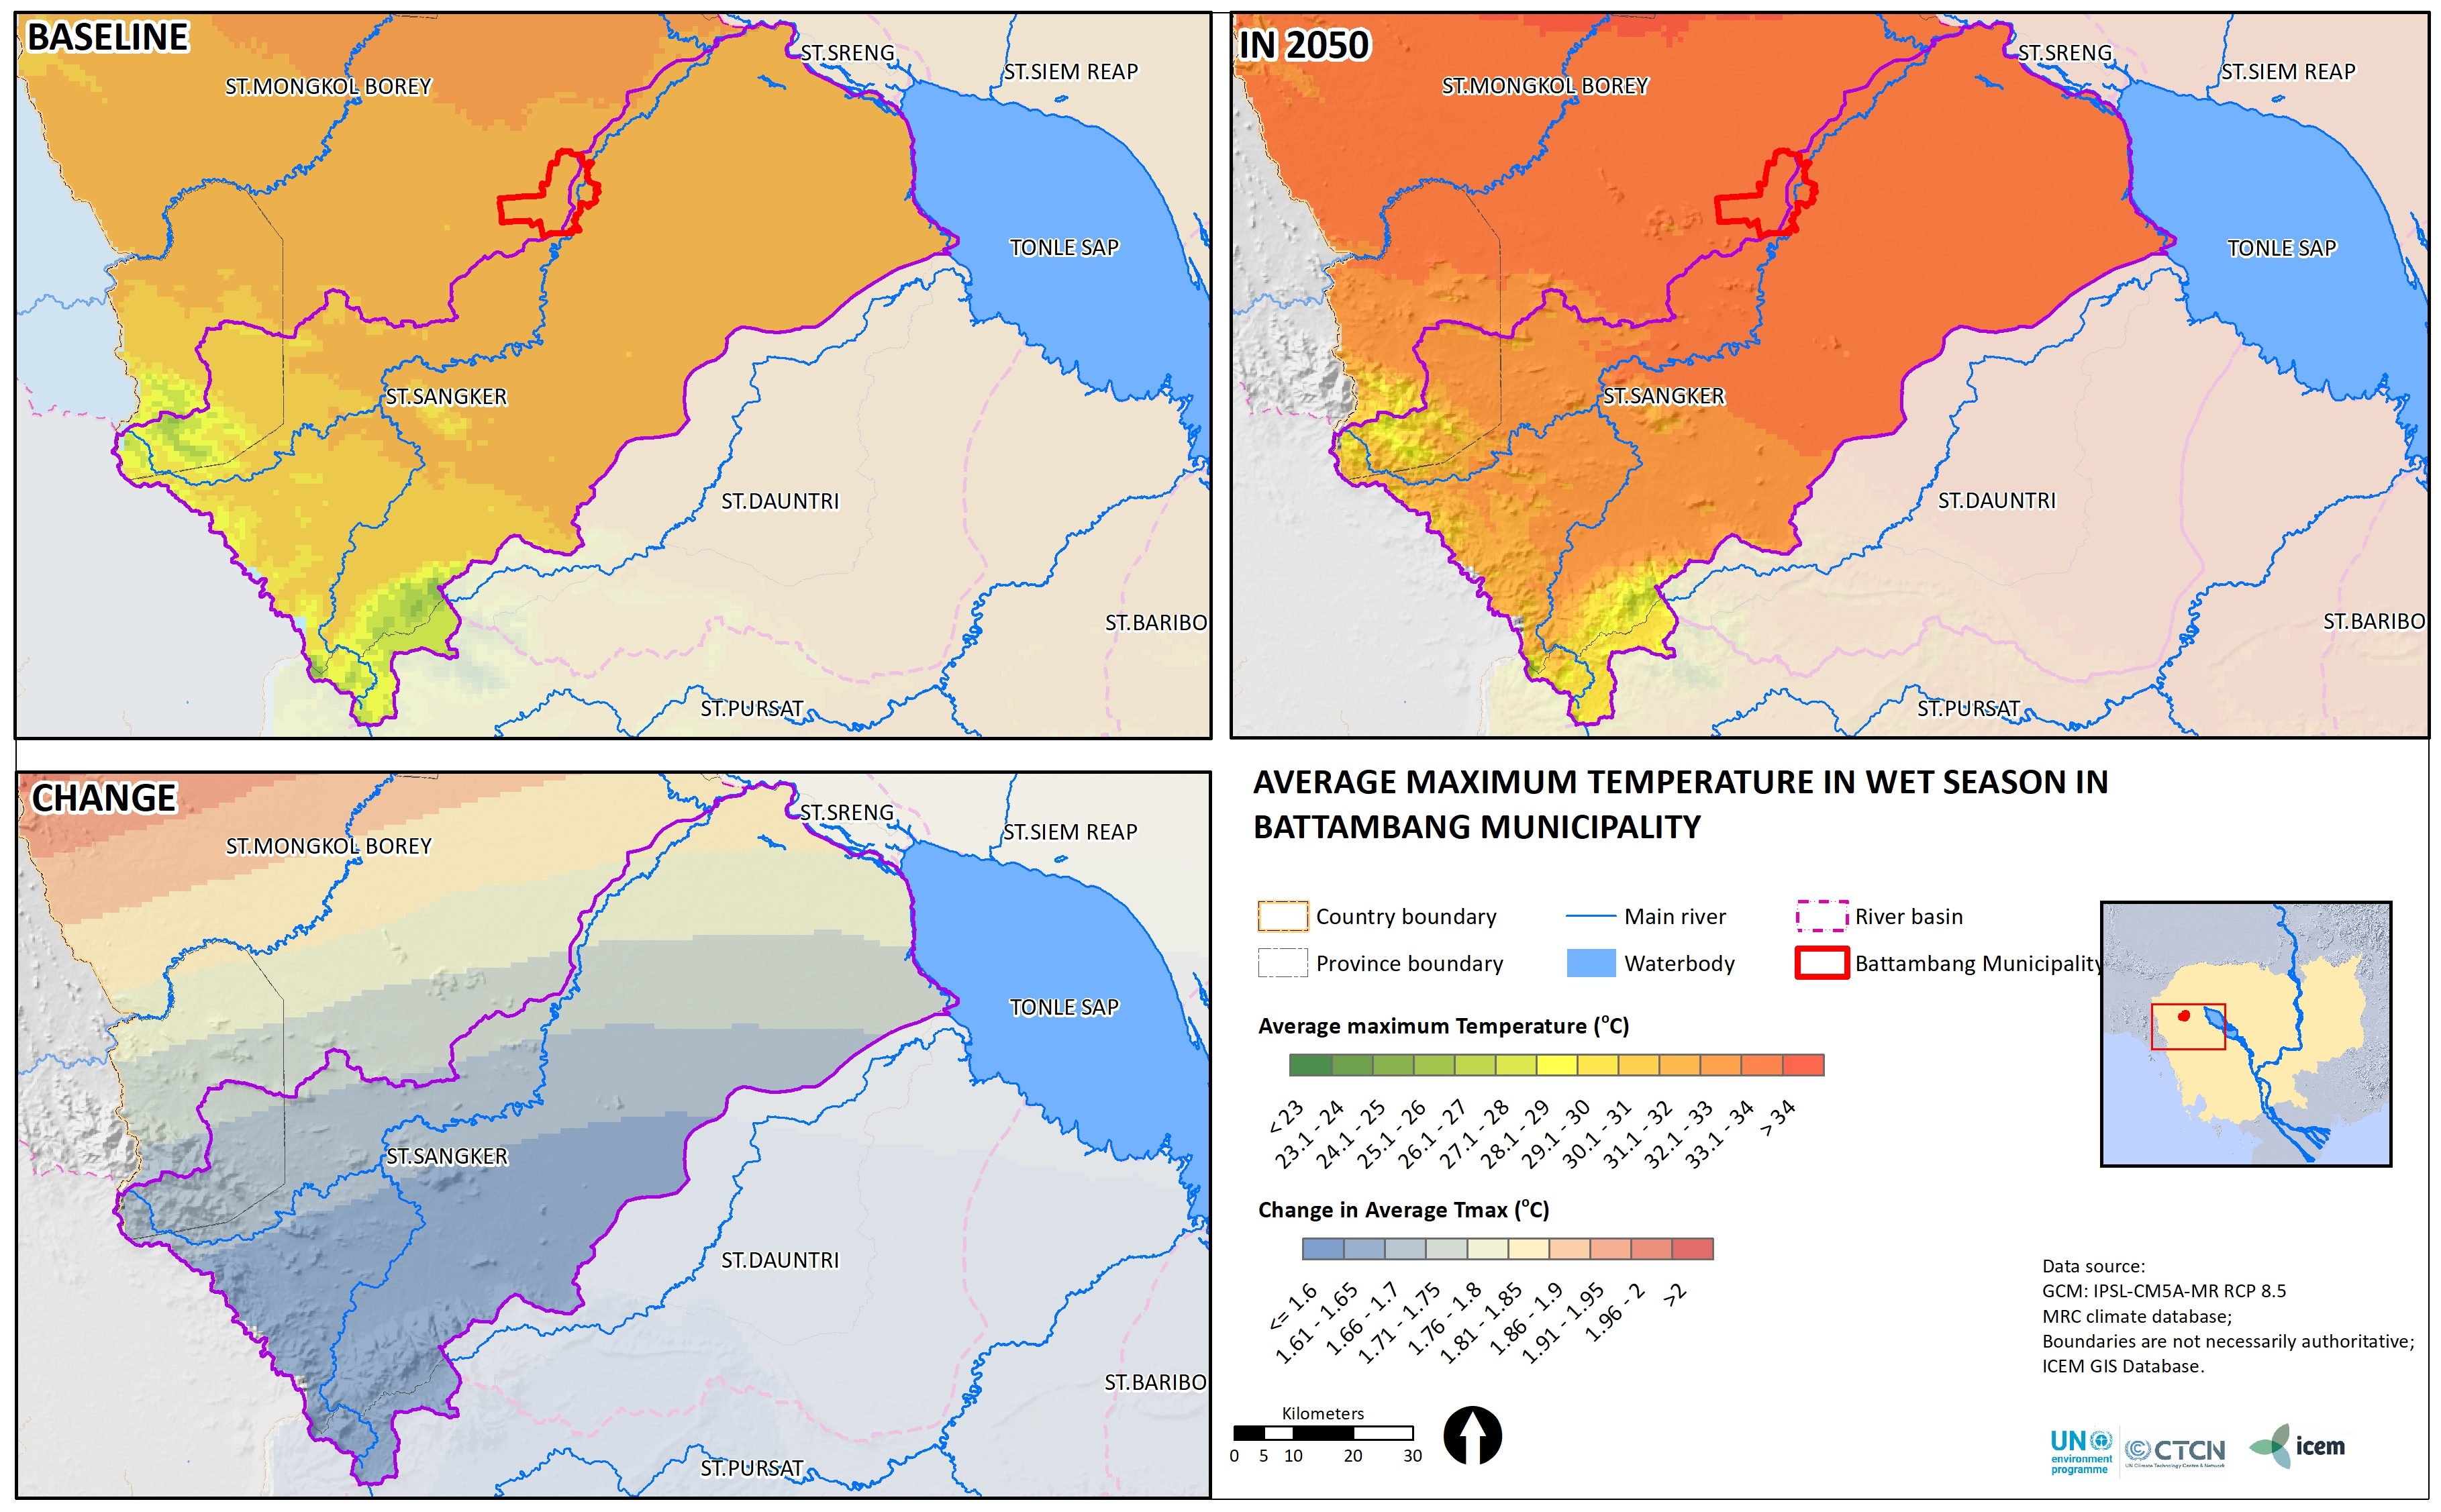 BASELINE
ST.MONGKOL BOREY
ST.SRENG
ST.SIEM REAP
TONLE SAP
ST.SANGKER
ST.DAUNTRI
ST.BARIBO
ST.PURSAT
IN 2050
ST.MONGKOL BOREY
ST.SRENG
ST.SIEM REAP
TONLE SAP
ST.SANGKER
ST.DAUNTRI
ST.BARIBO
ST.PURSAT
CHANGE
ST.MONGKOL BOREY
ST.SRENG
ST.SIEM REAP
TONLE SAP
ST.SANGKER
ST.DAUNTRI
ST.BARIBO
ST.PURSAT
AVERAGE MAXIMUM TEMPERATURE IN WET SEASON IN
BATTAMBANG MUNICIPALITY
Country boundary
Main river
River basin
Province boundary
Waterbody
Battambang Municipality
Average maximum Temperature (°C)
< 23
23.1 - 24
24.1 - 25
25.1 - 26
26.1 - 27
27.1 - 28
28.1 - 29
29.1 - 30
30.1 - 31
31.1 - 32
32.1 - 33
33.1 - 34
> 34
Change in Average Tmax (°C)
<= 1.6
1.61 - 1.65
1.66 - 1.7
1.71 - 1.75
1.76 - 1.8
1.81 - 1.85
1.86 - 1.9
1.91 - 1.95
1.96 - 2
>2
Data source:
GCM: IPSL-CM5A-MR RCP 8.5
MRC climate database;
Boundaries are not necessarily authoritative;
ICEM GIS Database.
Kilometers
0 5 10 20 30
UN
environment
programme
CTCN
UN Climate Technology Centre & Network
icem